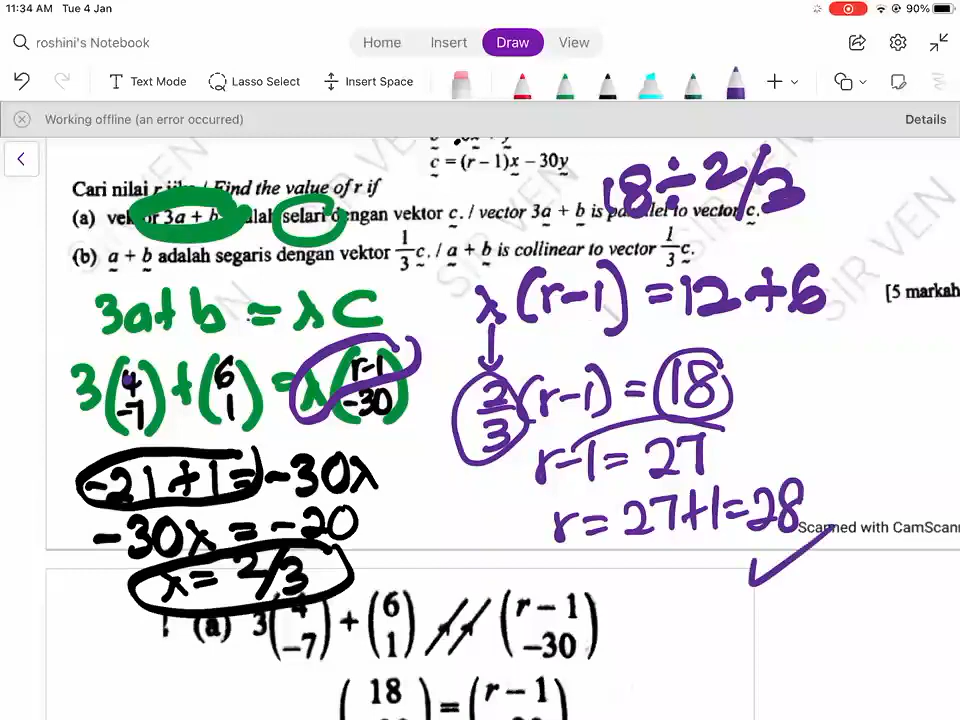 11:34 AM Tue 4 Jan 90%
roshini's Notebook Home Insert Draw View
Text Mode Lasso Select Insert Space
Working offline (an error occurred) Details
c = (r − 1)x − 30y
Cari nilai r / Find the value of r if
18 ÷ 2/3
(a) vektor 3a + b adalah selari dengan vektor c. / vector 3a + b is parallel to vector c.
(b) a + b adalah segaris dengan vektor 1/3 c. / a + b is collinear to vector 1/3 c.
[5 markah
3a + b = λ C
3(4 −7) + (6 1) = λ (r−1 −30)
−21 + 1 = −30λ
−30λ = −20
λ = 2/3
λ (r−1) = 12 + 6
2/3 (r−1) = 18
r−1 = 27
r = 27+1 = 28
Scanned with CamScann
(a) 3(4 −7) + (6 1) // (r − 1 −30)
(18 = (r − 1
SIR VEN